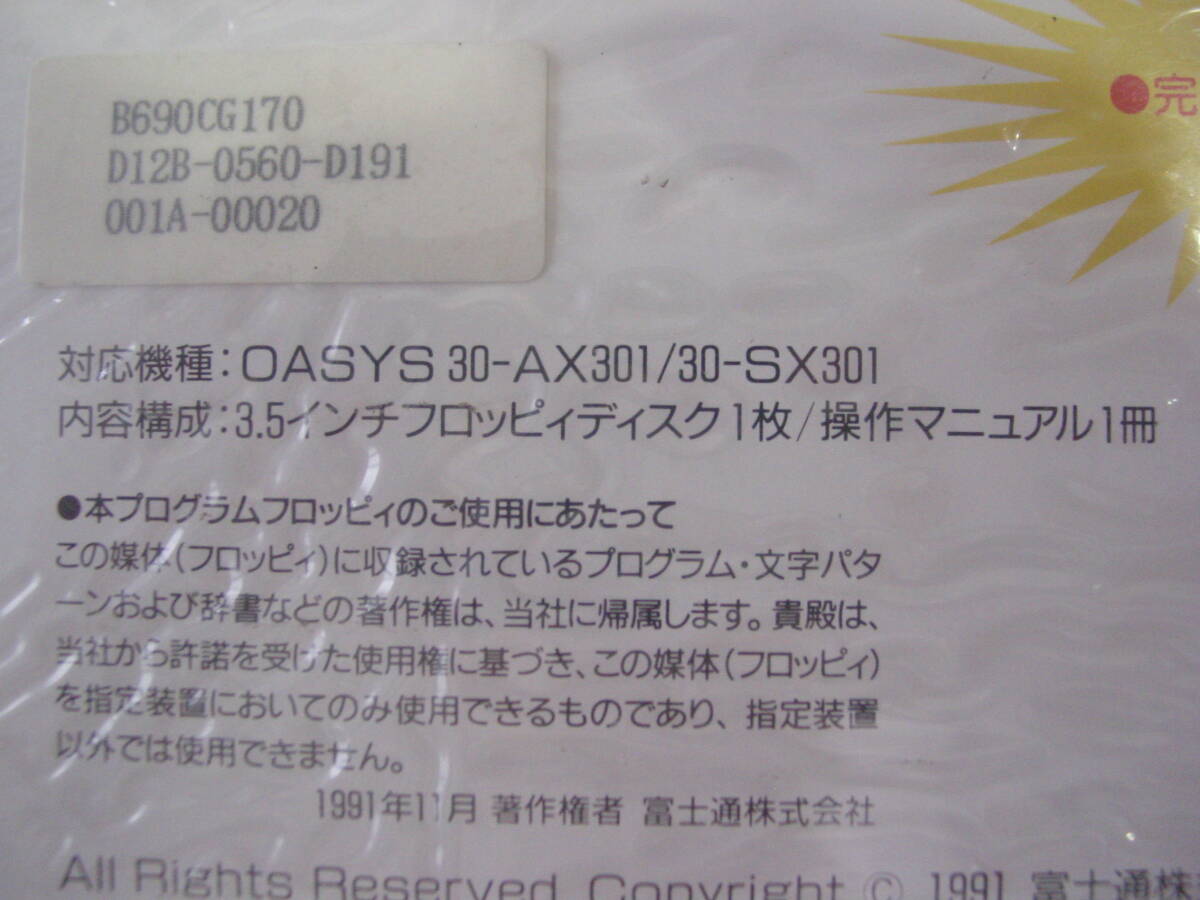 B690CG170
D12B-0560-D191
001A-00020
●完
対応機種：OASYS 30-AX301/30-SX301
内容構成：3.5インチフロッピィディスク1枚/操作マニュアル1冊
●本プログラムフロッピィのご使用にあたって
この媒体(フロッピィ)に収録されているプログラム・文字パタ
ーンおよび辞書などの著作権は、当社に帰属します。貴殿は、
当社から許諾を受けた使用権に基づき、この媒体(フロッピィ)
を指定装置においてのみ使用できるものであり、指定装置
以外では使用できません。
1991年11月 著作権者 富士通株式会社
All Rights Reserved, Copyright © 1991 富士通株